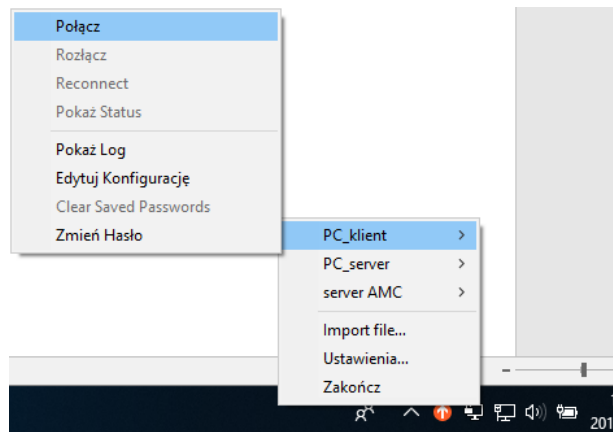 Połącz
Rozłącz
Reconnect
Pokaż Status
Pokaż Log
Edytuj Konfigurację
Clear Saved Passwords
Zmień Hasło
PC_klient
PC_server
server AMC
Import file...
Ustawienia...
Zakończ
201